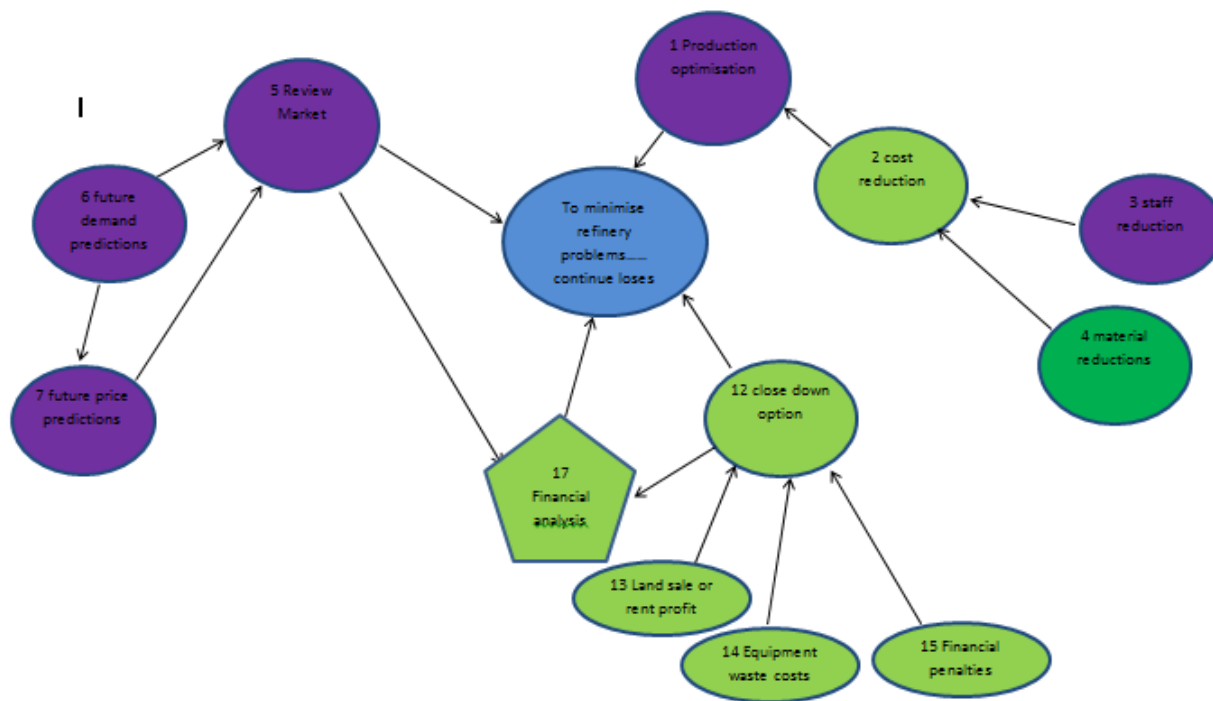 1 Production
optimisation
5 Review
Market
I
2 cost
reduction
6 future
demand
predictions
To minimise
refinery
problems......
continue loses
3 staff
reduction
4 material
reductions
7 future price
predictions
12 close down
option
17
Financial
analysis.
13 Land sale or
rent profit
14 Equipment
waste costs
15 Financial
penalties